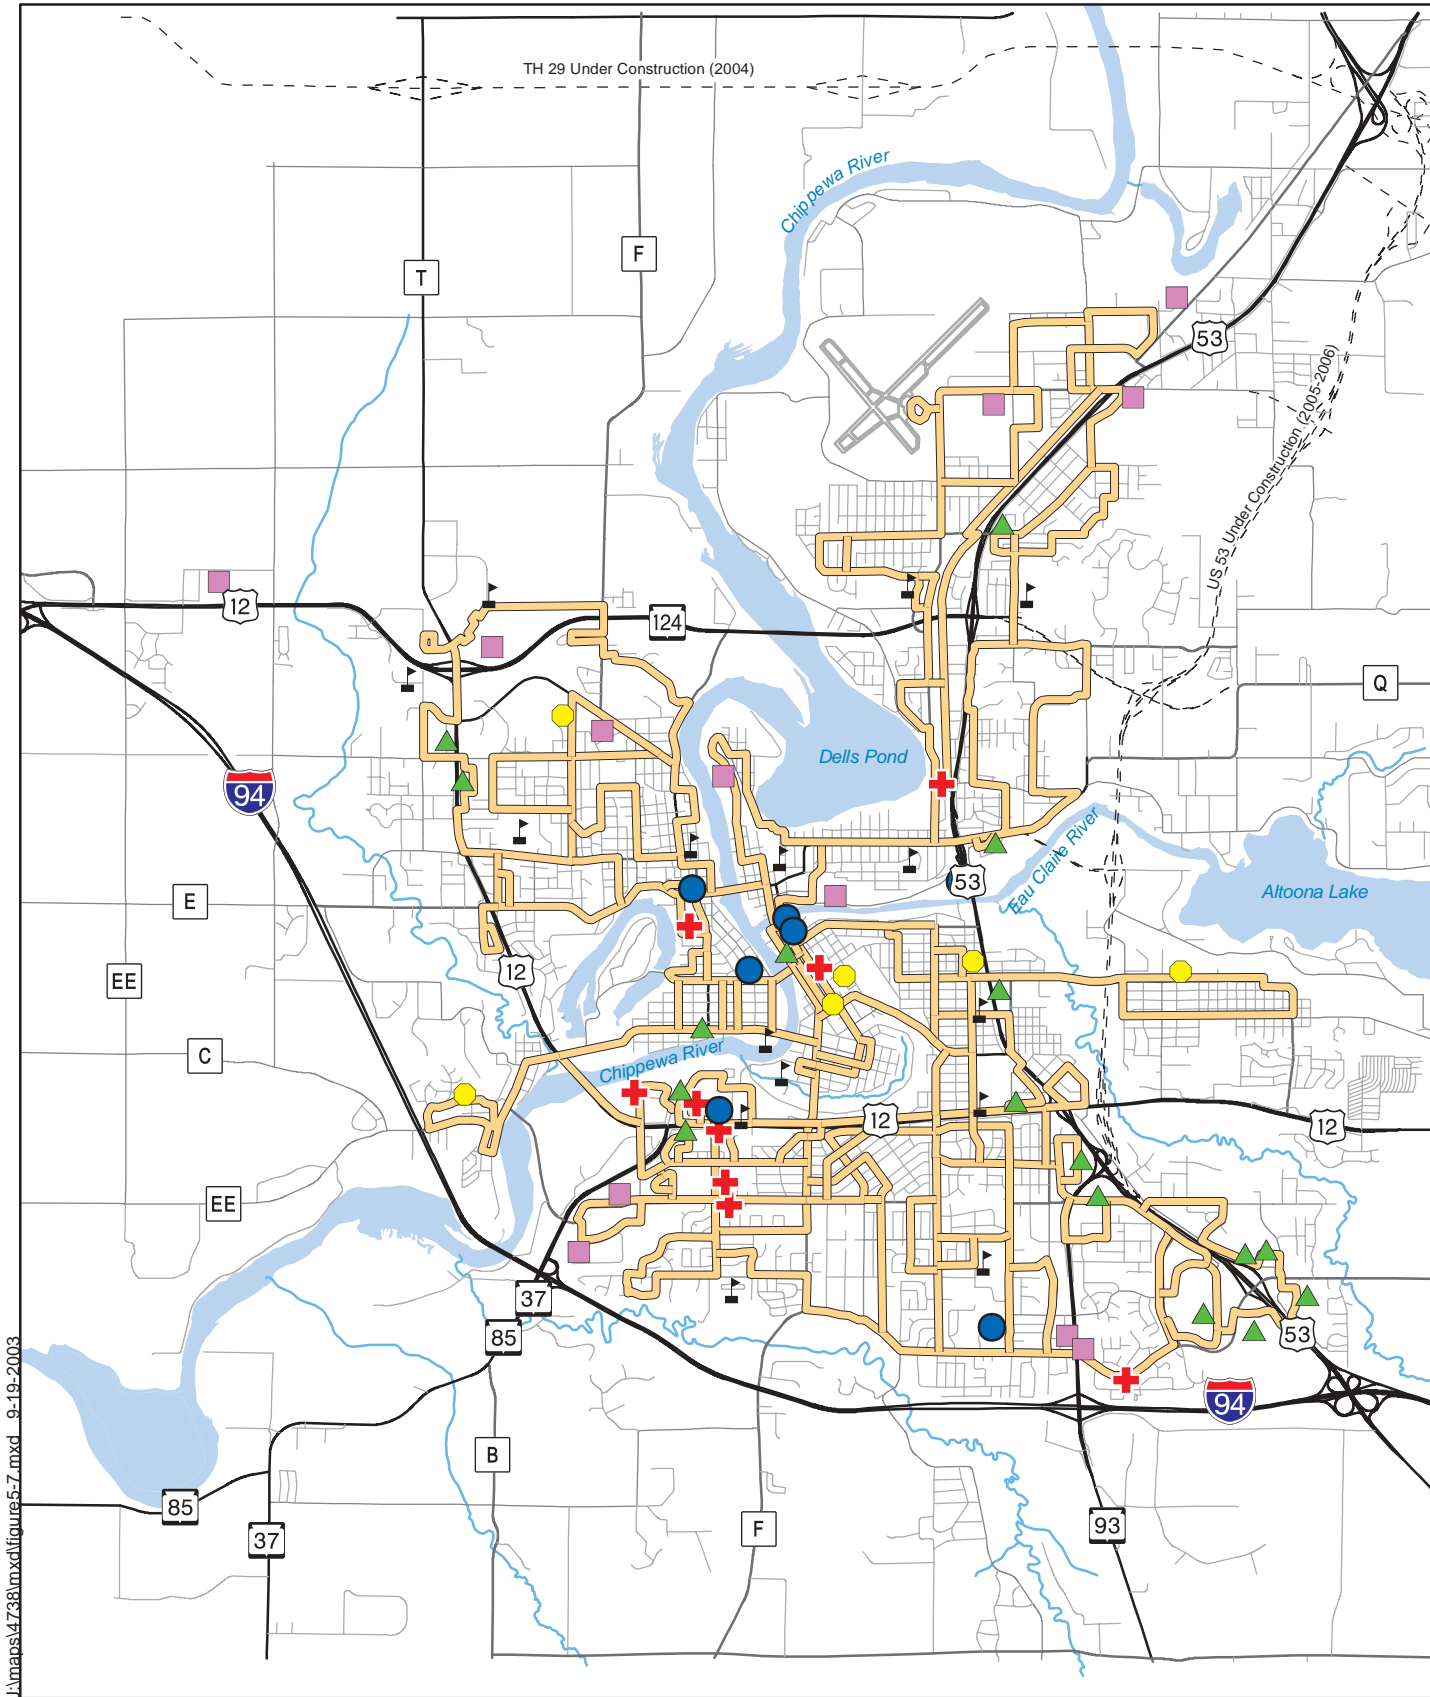 TH 29 Under Construction (2004)
Chippewa River
F
T
53
US 53 Under Construction (2005-2006)
12
124
Q
Dells Pond
94
Eau Claire River
53
Altoona Lake
E
12
EE
C
Chippewa River
12
12
EE
37
85
53
94
B
85
93
F
37
J:\maps\4738\mxd\figure5-7.mxd 9-19-2003